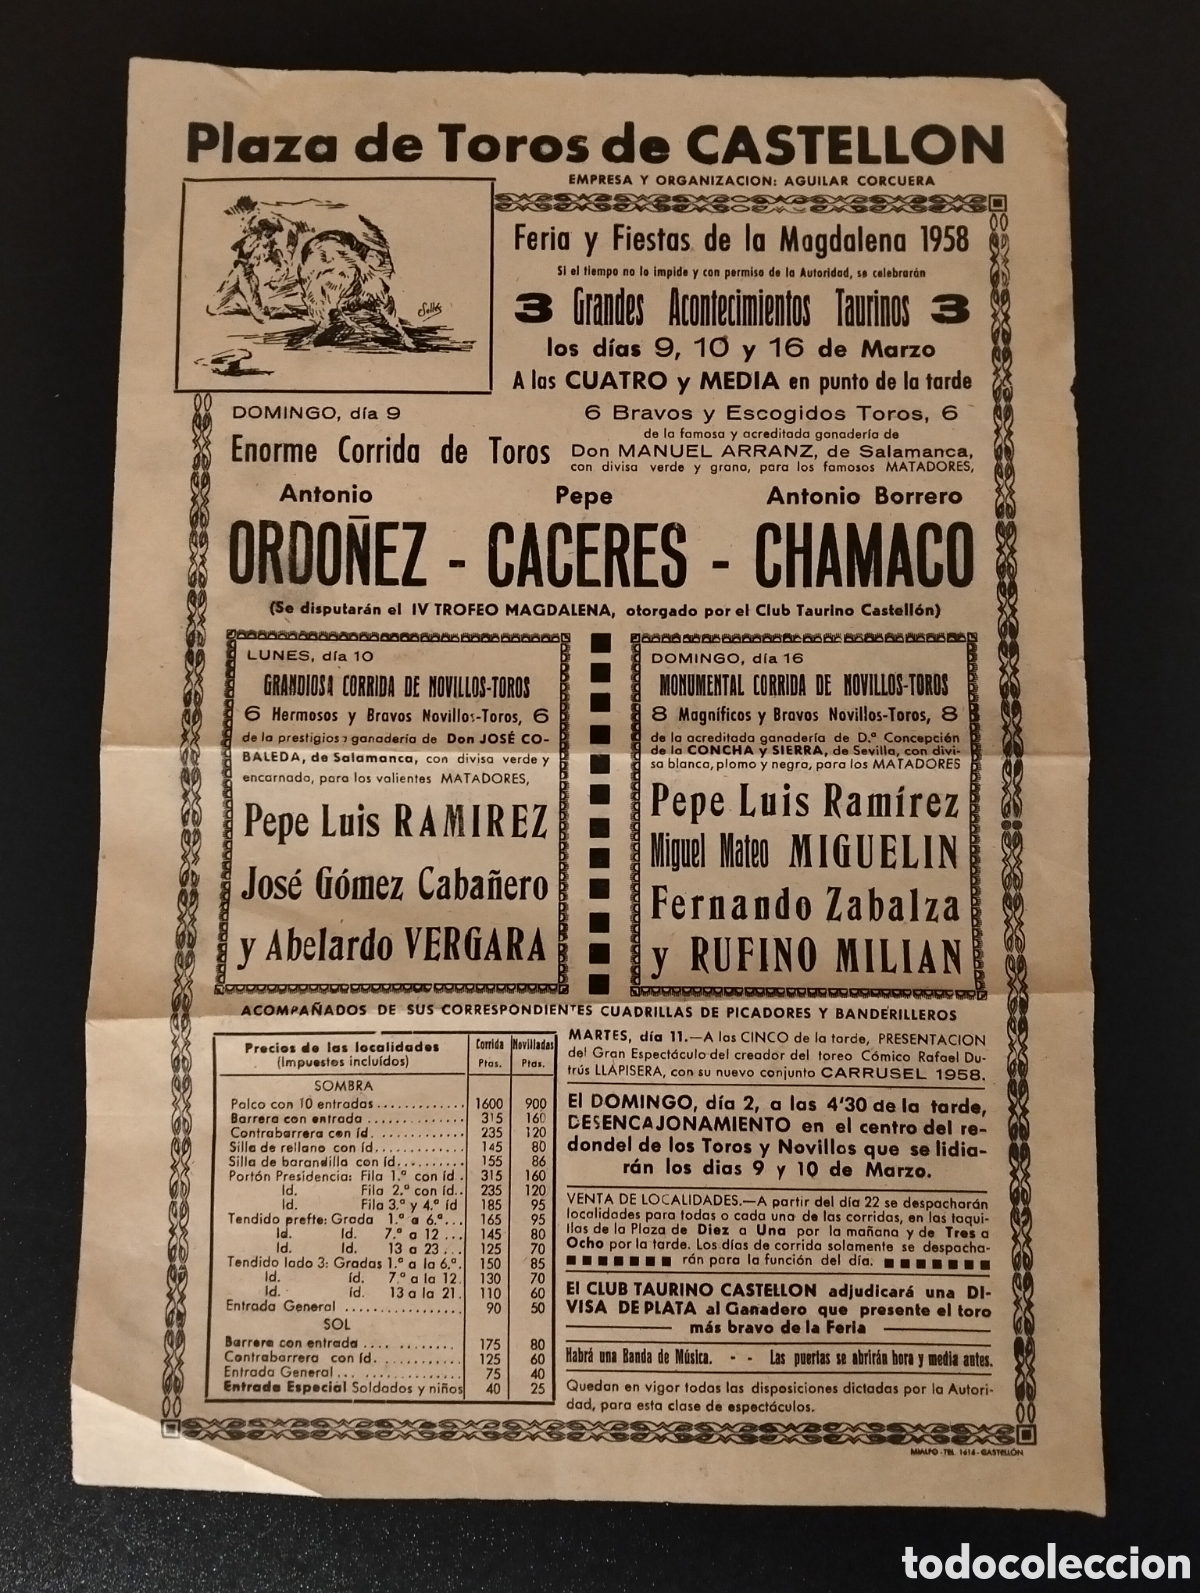 Plaza de Toros de CASTELLON
EMPRESA Y ORGANIZACION: AGUILAR CORCUERA
Feria y Fiestas de la Magdalena 1958
Si el tiempo no lo impide y con permiso de la Autoridad, se celebrarán
3 Grandes Acontecimientos Taurinos 3
los días 9, 10 y 16 de Marzo
A las CUATRO y MEDIA en punto de la tarde
DOMINGO, día 9
Enorme Corrida de Toros
6 Bravos y Escogidos Toros, 6
de la famosa y acreditada ganadería de
Don MANUEL ARRANZ, de Salamanca,
con divisa verde y grana, para los famosos MATADORES,
Antonio Pepe Antonio Borrero
ORDOÑEZ - CACERES - CHAMACO
(Se disputarán el IV TROFEO MAGDALENA, otorgado por el Club Taurino Castellón)
LUNES, día 10
GRANDIOSA CORRIDA DE NOVILLOS-TOROS
6 Hermosos y Bravos Novillos-Toros, 6
de la prestigios ganadería de Don JOSÉ CO-
BALEDA, de Salamanca, con divisa verde y
encarnada, para los valientes MATADORES,
Pepe Luis RAMIREZ
José Gómez Cabañero
y Abelardo VERGARA
DOMINGO, día 16
MONUMENTAL CORRIDA DE NOVILLOS-TOROS
8 Magníficos y Bravos Novillos-Toros, 8
de la acreditada ganadería de D.ª Concepción
de la CONCHA y SIERRA, de Sevilla, con divi-
sa blanca, plomo y negra, para los MATADORES
Pepe Luis Ramírez
Miguel Mateo MIGUELIN
Fernando Zabalza
y RUFINO MILIAN
ACOMPAÑADOS DE SUS CORRESPONDIENTES CUADRILLAS DE PICADORES Y BANDERILLEROS
Precios de las localidades Corrida Novilladas
(Impuestos incluídos) Ptas. Ptas.
SOMBRA
Palco con 10 entradas 1600 900
Barrera con entrada 315 160
Contrabarrera con íd. 235 120
Silla de rellano con íd. 145 80
Silla de barandilla con íd. 155 86
Portón Presidencia: Fila 1.ª con íd. 315 160
Id. Fila 2.ª con íd. 235 120
Id. Fila 3.ª y 4.ª íd 185 95
Tendido prefte: Grada 1.ª a 6.ª 165 95
Id. Id. 7.ª a 12 145 80
Id. Id. 13 a 23 125 70
Tendido lado 3: Gradas 1.ª a la 6.ª 150 85
Id. íd. 7.ª a la 12. 130 70
Id. íd. 13 a la 21. 110 60
Entrada General 90 50
SOL
Barrera con entrada 175 80
Contrabarrera con íd. 125 60
Entrada General 75 40
Entrada Especial Soldados y niños 40 25
MARTES, día 11.—A las CINCO de la tarde, PRESENTACION
del Gran Espectáculo del creador del toreo Cómico Rafael Du-
trús LLAPISERA, con su nuevo conjunto CARRUSEL 1958.
El DOMINGO, día 2, a las 4'30 de la tarde,
DESENCAJONAMIENTO en el centro del re-
dondel de los Toros y Novillos que se lidia-
rán los dias 9 y 10 de Marzo.
VENTA DE LOCALIDADES.—A partir del día 22 se despacharán
localidades para todas o cada una de las corridas, en las taqui-
llas de la Plaza de Diez a Una por la mañana y de Tres a
Ocho por la tarde. Los días de corrida solamente se despacha-
rán para la función del día.
El CLUB TAURINO CASTELLON adjudicará una DI-
VISA DE PLATA al Ganadero que presente el toro
más bravo de la Feria
Habrá una Banda de Música. - - Las puertas se abrirán hora y media antes.
Quedan en vigor todas las disposiciones dictadas por la Autori-
dad, para esta clase de espectáculos.
MIALFO - TEL. 1616 - CASTELLÓN
todocoleccion